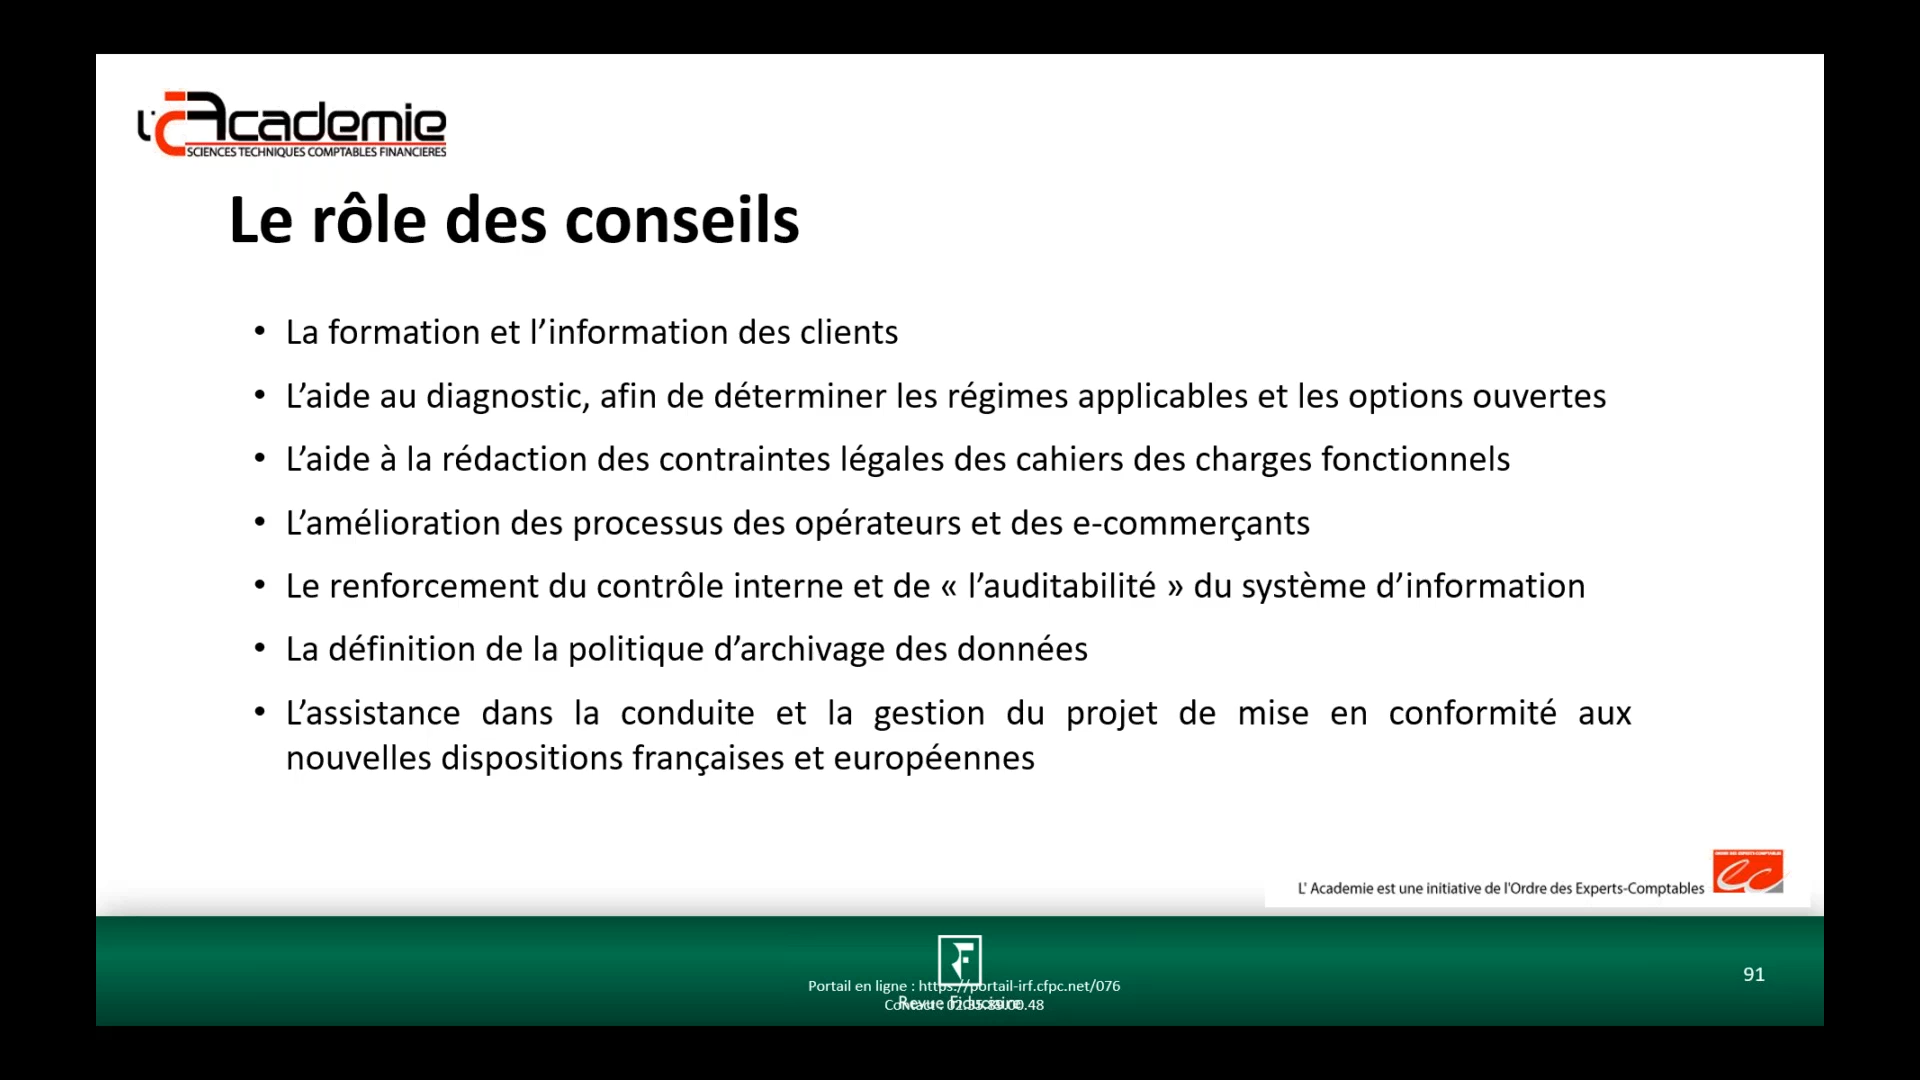 L'Academie
SCIENCES TECHNIQUES COMPTABLES FINANCIERES
Le rôle des conseils
• La formation et l’information des clients
• L’aide au diagnostic, afin de déterminer les régimes applicables et les options ouvertes
• L’aide à la rédaction des contraintes légales des cahiers des charges fonctionnels
• L’amélioration des processus des opérateurs et des e-commerçants
• Le renforcement du contrôle interne et de « l’auditabilité » du système d’information
• La définition de la politique d’archivage des données
• L’assistance dans la conduite et la gestion du projet de mise en conformité aux
nouvelles dispositions françaises et européennes
L' Academie est une initiative de l'Ordre des Experts-Comptables
ec
Portail en ligne : https://portail-irf.cfpc.net/076
Revue Fiduciaire
91